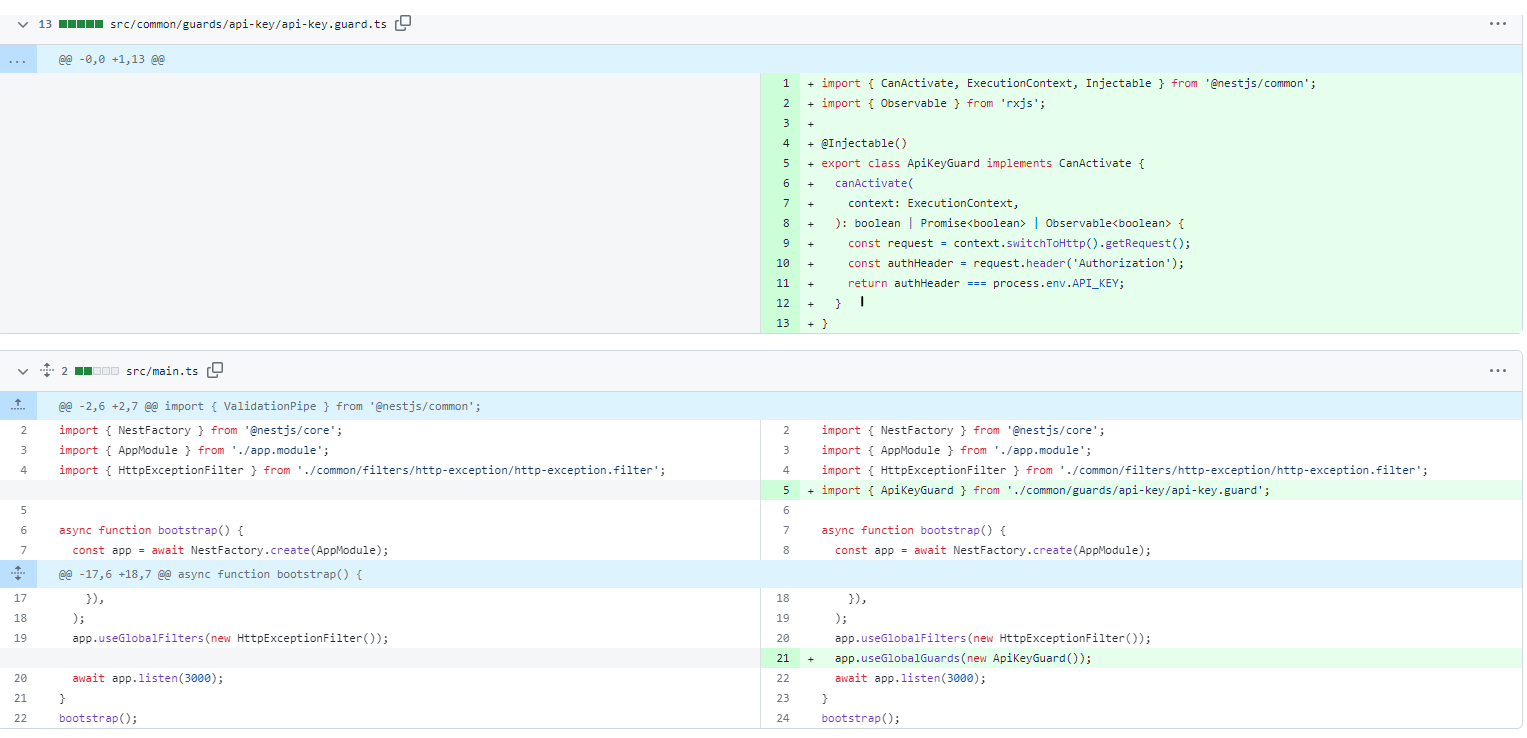 13 src/common/guards/api-key/api-key.guard.ts ...
... @@ -0,0 +1,13 @@
1 + import { CanActivate, ExecutionContext, Injectable } from '@nestjs/common';
2 + import { Observable } from 'rxjs';
3 +
4 + @Injectable()
5 + export class ApiKeyGuard implements CanActivate {
6 + canActivate(
7 + context: ExecutionContext,
8 + ): boolean | Promise<boolean> | Observable<boolean> {
9 + const request = context.switchToHttp().getRequest();
10 + const authHeader = request.header('Authorization');
11 + return authHeader === process.env.API_KEY;
12 + }
13 + }
2 src/main.ts ...
@@ -2,6 +2,7 @@ import { ValidationPipe } from '@nestjs/common';
2 import { NestFactory } from '@nestjs/core';
3 import { AppModule } from './app.module';
4 import { HttpExceptionFilter } from './common/filters/http-exception/http-exception.filter';
5
6 async function bootstrap() {
7 const app = await NestFactory.create(AppModule);
2 import { NestFactory } from '@nestjs/core';
3 import { AppModule } from './app.module';
4 import { HttpExceptionFilter } from './common/filters/http-exception/http-exception.filter';
5 + import { ApiKeyGuard } from './common/guards/api-key/api-key.guard';
6
7 async function bootstrap() {
8 const app = await NestFactory.create(AppModule);
@@ -17,6 +18,7 @@ async function bootstrap() {
17 }),
18 );
19 app.useGlobalFilters(new HttpExceptionFilter());
20 await app.listen(3000);
21 }
22 bootstrap();
18 }),
19 );
20 app.useGlobalFilters(new HttpExceptionFilter());
21 + app.useGlobalGuards(new ApiKeyGuard());
22 await app.listen(3000);
23 }
24 bootstrap();